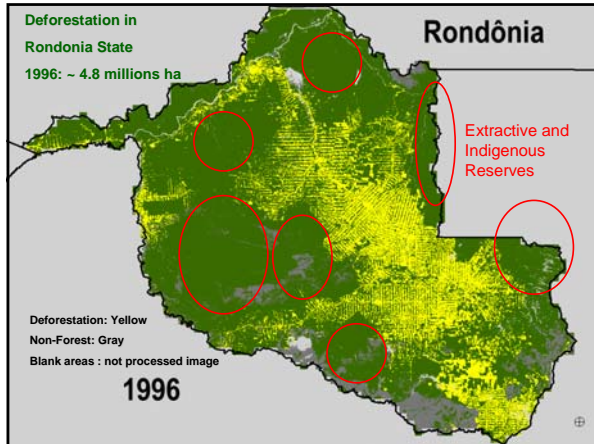 Deforestation in
Rondonia State
1996: ~ 4.8 millions ha
Rondônia
Extractive and
Indigenous
Reserves
Deforestation: Yellow
Non-Forest: Gray
Blank areas : not processed image
1996